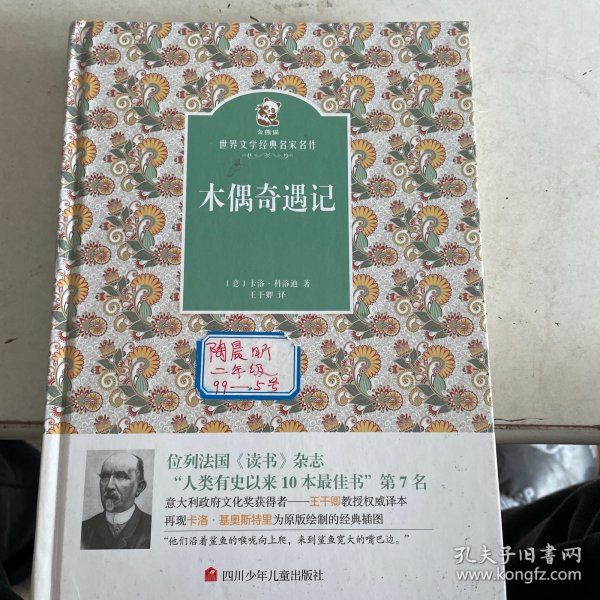 金熊猫
世界文学经典名家名作
木偶奇遇记
〔意〕卡洛·科洛迪 著
王干卿 译
陶晨昕
二年级
99—5号
位列法国《读书》杂志
“人类有史以来10本最佳书”第7名
意大利政府文化奖获得者——王干卿教授权威译本
再现卡洛·基奥斯特里为原版绘制的经典插图
“他们沿着鲨鱼的喉咙向上爬，来到鲨鱼宽大的嘴巴边。”
四川少年儿童出版社
孔夫子旧书网
www.kongfz.com